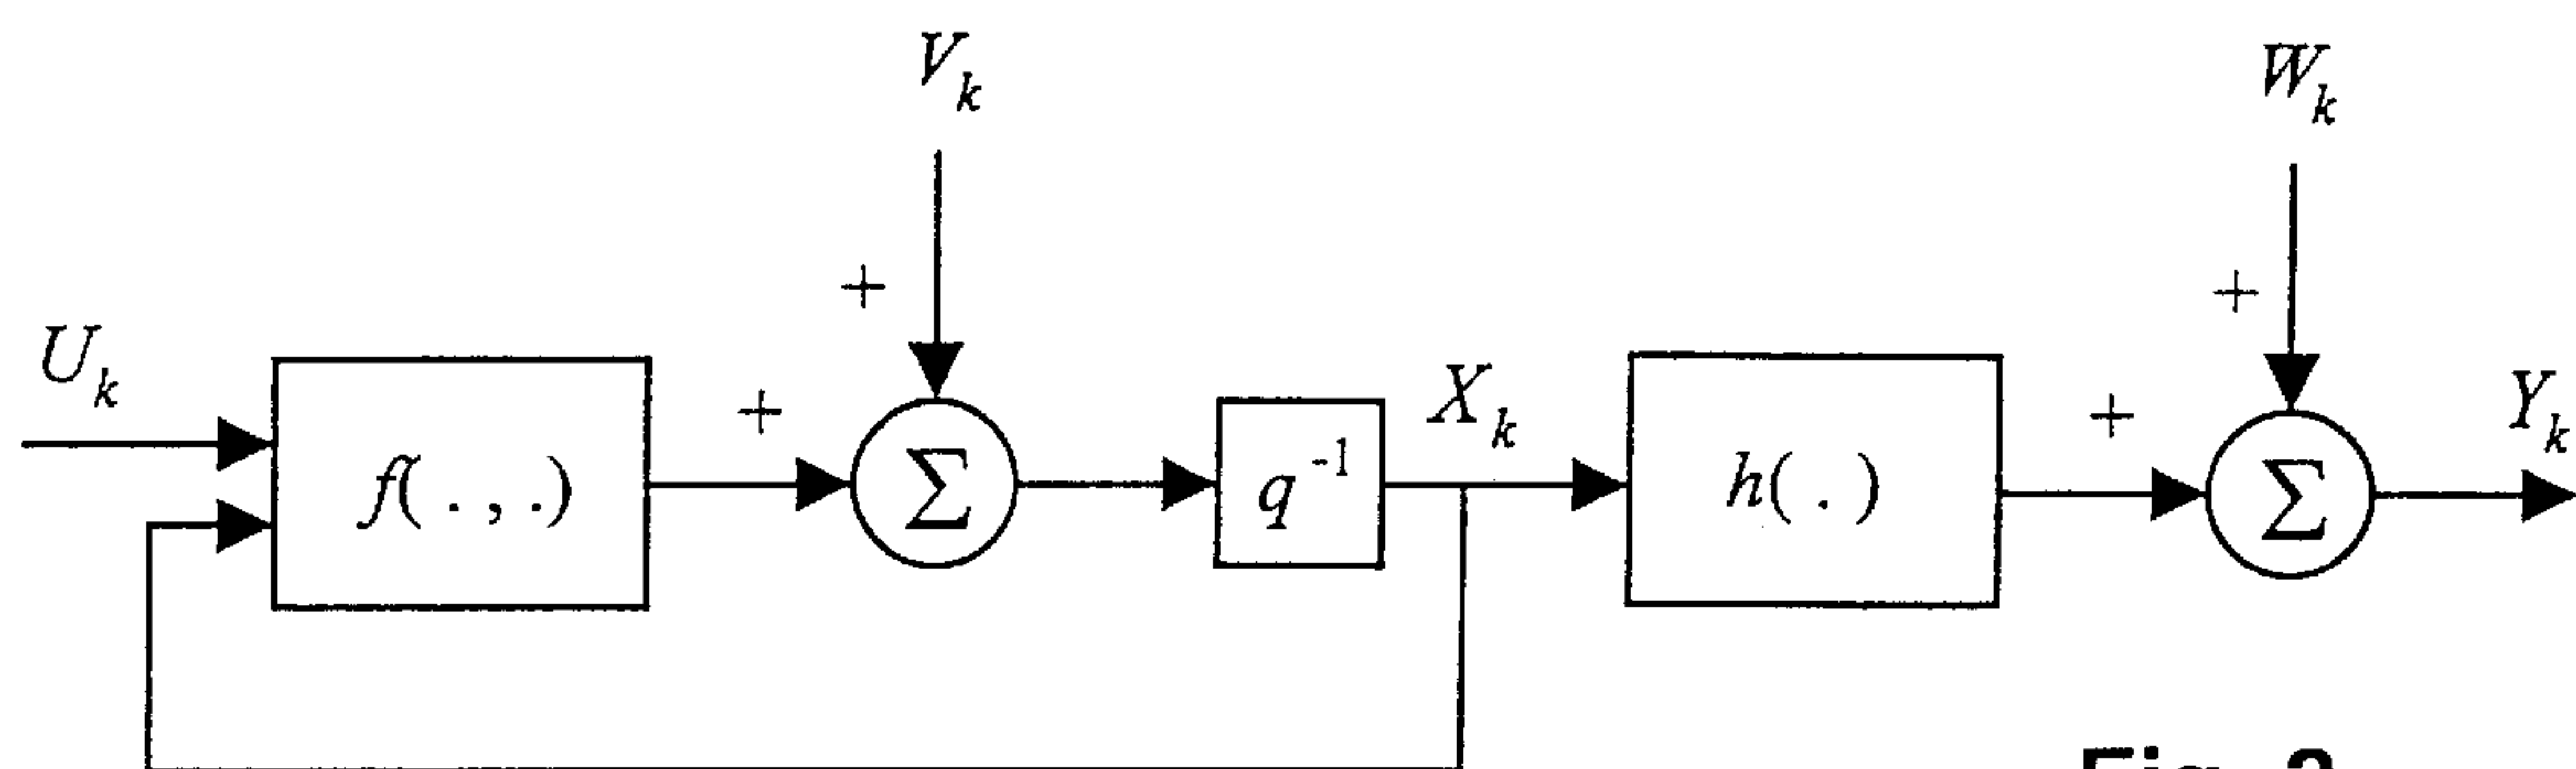 V_k
W_k
+
+
U_k
X_k
Y_k
+
+
f( . , .)
Σ
q^-1
h( . )
Σ